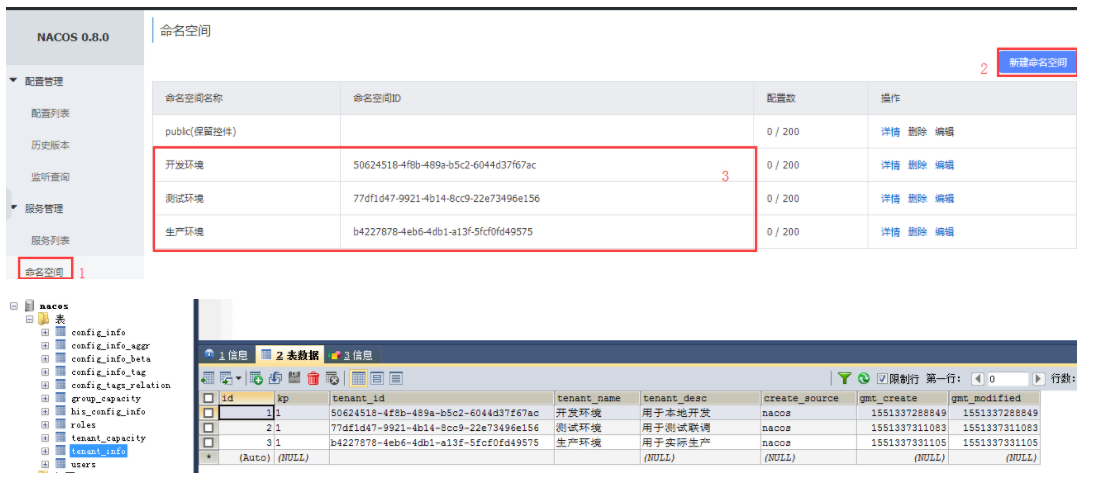 NACOS 0.8.0
命名空间
2
新建命名空间
配置管理
配置列表
历史版本
监听查询
服务管理
服务列表
命名空间 1
命名空间名称 命名空间ID 配置数 操作
public(保留控件) 0 / 200 详情 删除 编辑
开发环境 50624518-4f8b-489a-b5c2-6044d37f67ac 0 / 200 详情 删除 编辑
3
测试环境 77df1d47-9921-4b14-8cc9-22e73496e156 0 / 200 详情 删除 编辑
生产环境 b4227878-4eb6-4db1-a13f-5fcf0fd49575 0 / 200 详情 删除 编辑
nacos
表
config_info
config_info_aggr
config_info_beta
config_info_tag
config_tags_relation
group_capacity
his_config_info
roles
tenant_capacity
tenant_info
users
1 信息 2 表数据 3 信息
限制行 第一行: 0 行数:
id kp tenant_id tenant_name tenant_desc create_source gmt_create gmt_modified
1 1 50624518-4f8b-489a-b5c2-6044d37f67ac 开发环境 用于本地开发 nacos 1551337288849 1551337288849
2 1 77df1d47-9921-4b14-8cc9-22e73496e156 测试环境 用于测试联调 nacos 1551337311083 1551337311083
3 1 b4227878-4eb6-4db1-a13f-5fcf0fd49575 生产环境 用于实际生产 nacos 1551337331105 1551337331105
* (Auto) (NULL) (NULL) (NULL) (NULL) (NULL)